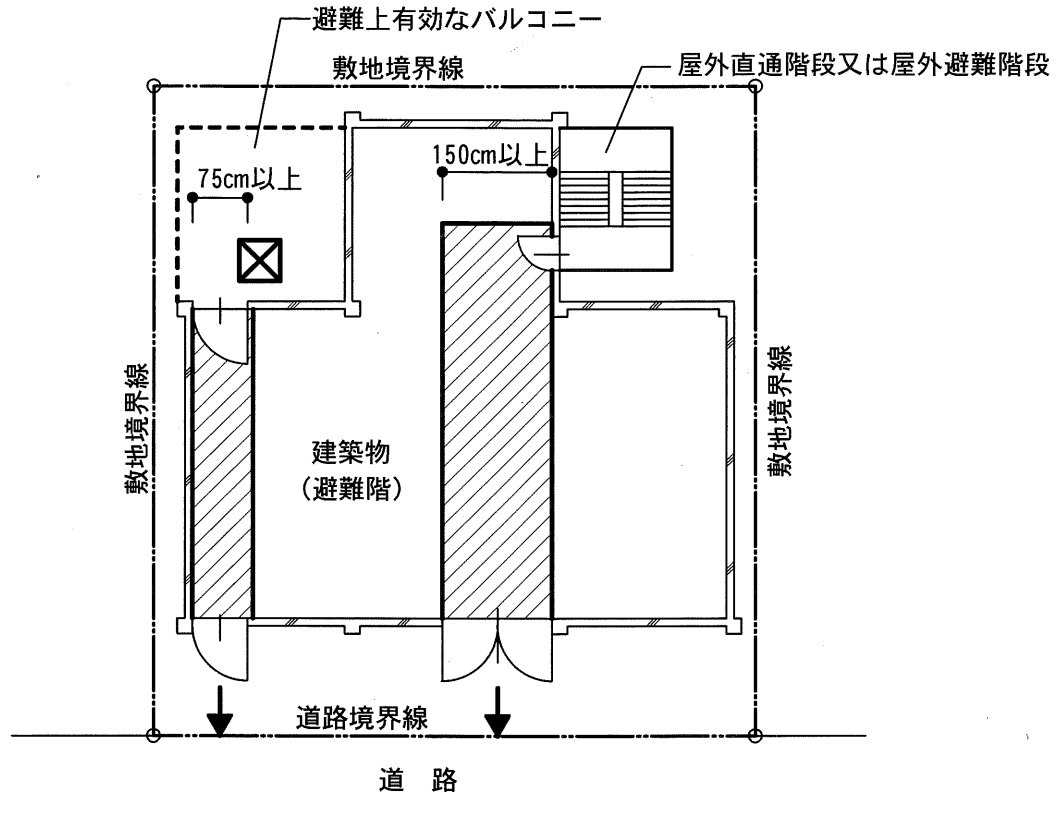 避難上有効なバルコニー
敷地境界線
屋外直通階段又は屋外避難階段
150cm以上
75cm以上
敷地境界線
敷地境界線
建築物
(避難階)
道路境界線
道 路